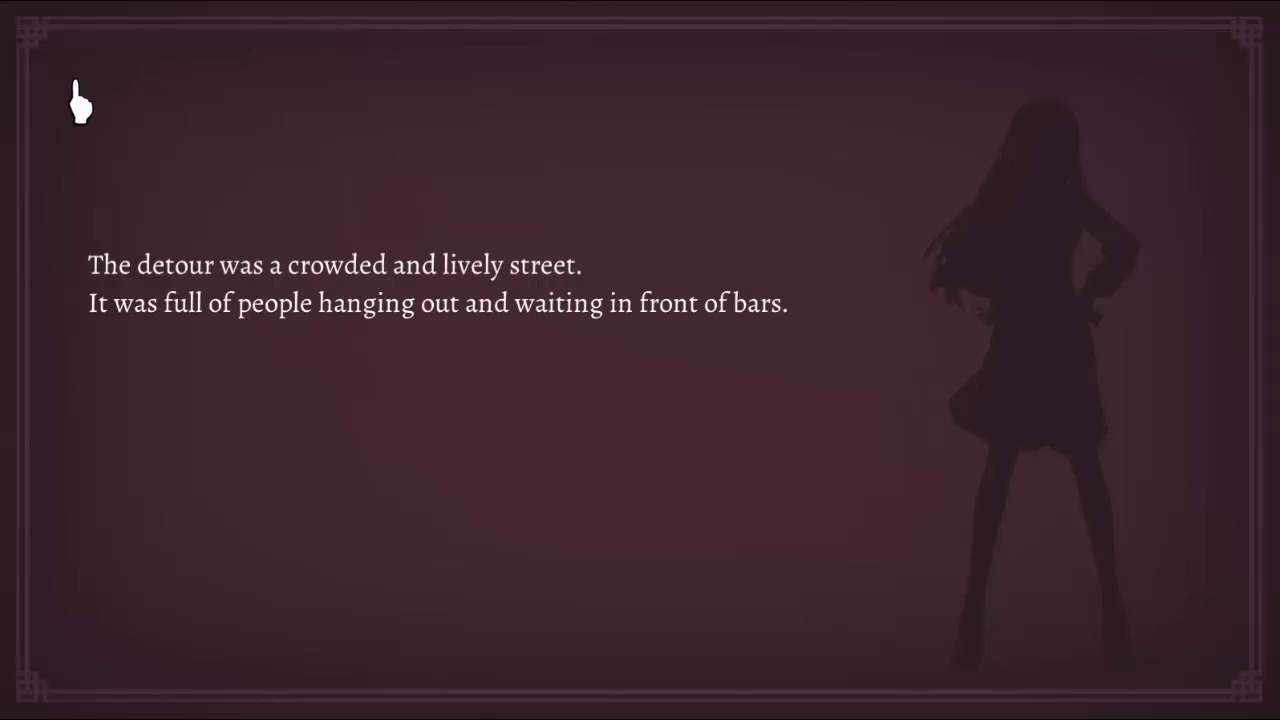 The detour was a crowded and lively street.
It was full of people hanging out and waiting in front of bars.